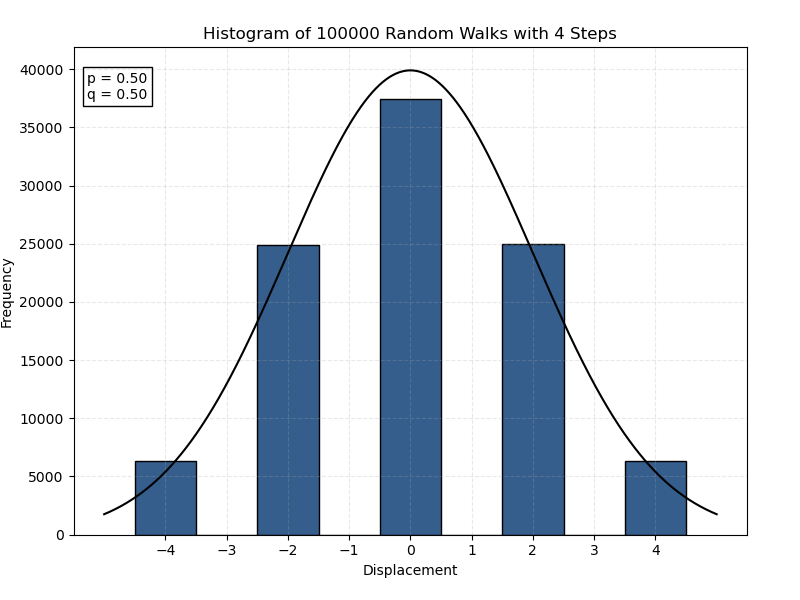 Histogram of 100000 Random Walks with 4 Steps
p = 0.50
q = 0.50
40000
35000
30000
25000
20000
15000
10000
5000
0
Frequency
−4 −3 −2 −1 0 1 2 3 4
Displacement